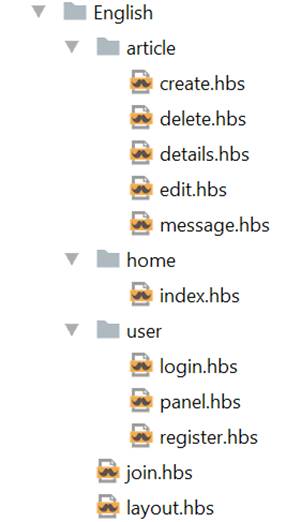 English
article
create.hbs
delete.hbs
details.hbs
edit.hbs
message.hbs
home
index.hbs
user
login.hbs
panel.hbs
register.hbs
join.hbs
layout.hbs